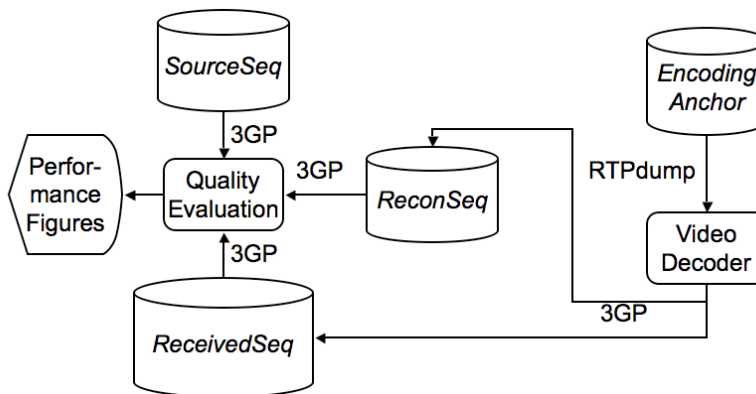 SourceSeq
Encoding
Anchor
3GP
Perfor-
mance
Figures
Quality
Evaluation
3GP
ReconSeq
RTPdump
Video
Decoder
3GP
3GP
ReceivedSeq